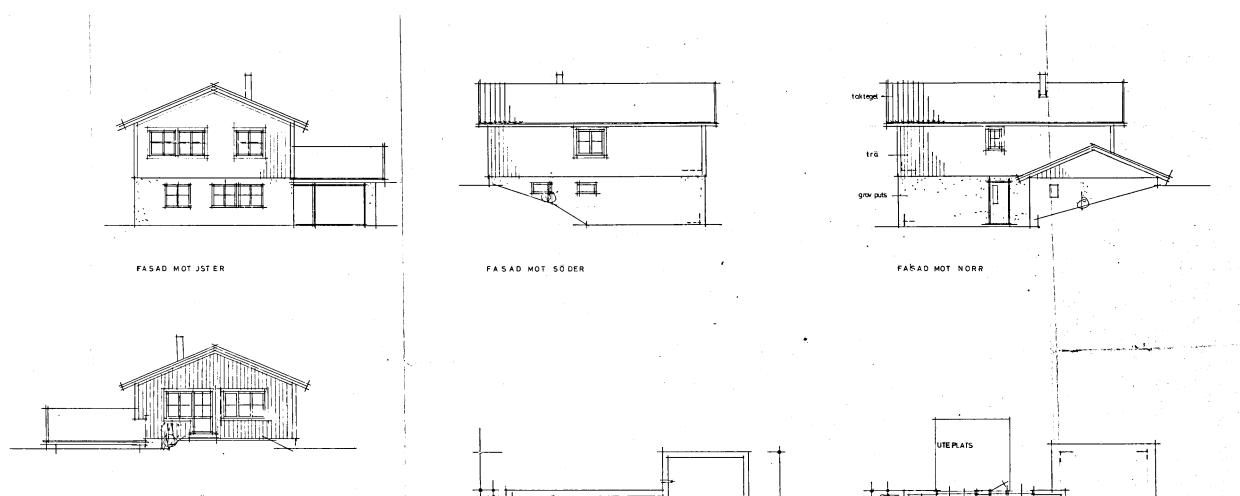 taktegel
trä
grov puts
FASAD MOT ÖSTER
FASAD MOT SÖDER
FASAD MOT NORR
UTEPLATS